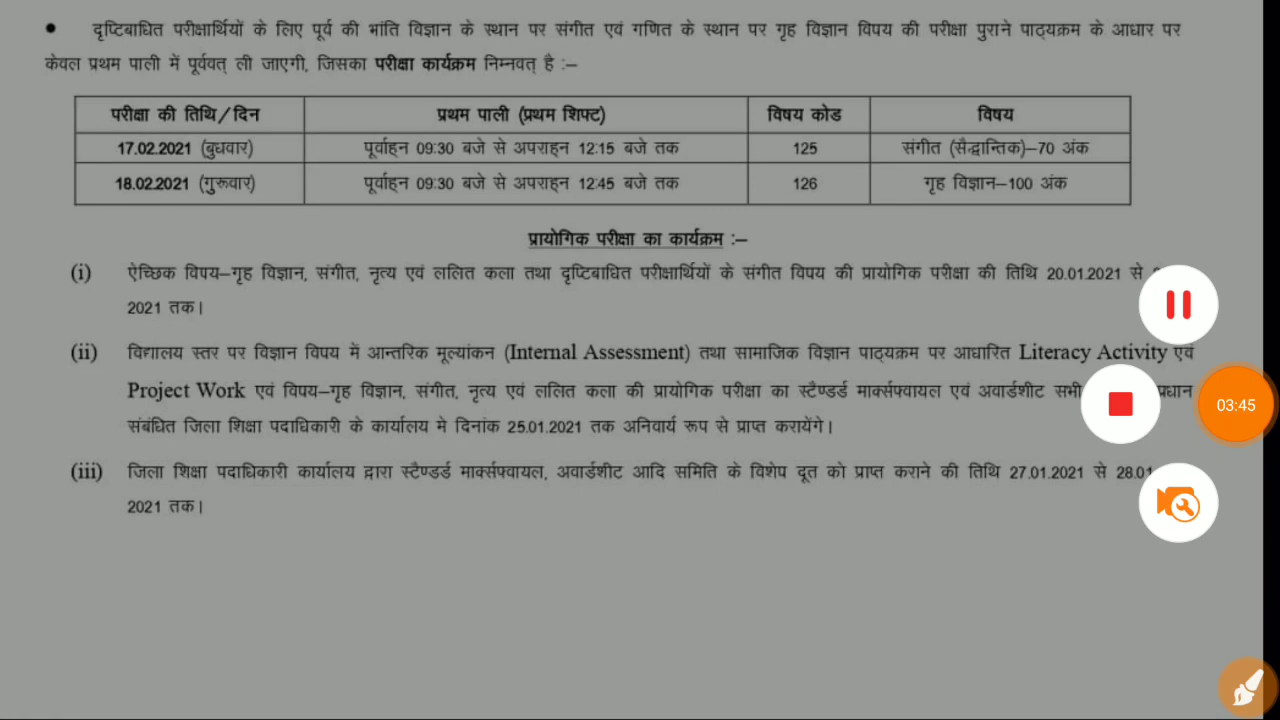 • दृष्टिबाधित परीक्षार्थियों के लिए पूर्व की भांति विज्ञान के स्थान पर संगीत एवं गणित के स्थान पर गृह विज्ञान विषय की परीक्षा पुराने पाठ्यक्रम के आधार पर
केवल प्रथम पाली में पूर्ववत् ली जाएगी, जिसका परीक्षा कार्यक्रम निम्नवत् है :–
परीक्षा की तिथि/दिन प्रथम पाली (प्रथम शिफ्ट) विषय कोड विषय
17.02.2021 (बुधवार) पूर्वाह्न 09:30 बजे से अपराह्न 12:15 बजे तक 125 संगीत (सैद्धान्तिक)–70 अंक
18.02.2021 (गुरूवार) पूर्वाह्न 09:30 बजे से अपराह्न 12:45 बजे तक 126 गृह विज्ञान–100 अंक
प्रायोगिक परीक्षा का कार्यक्रम :–
(i) ऐच्छिक विषय–गृह विज्ञान, संगीत, नृत्य एवं ललित कला तथा दृष्टिबाधित परीक्षार्थियों के संगीत विषय की प्रायोगिक परीक्षा की तिथि 20.01.2021 से
2021 तक।
(ii) विद्यालय स्तर पर विज्ञान विषय में आन्तरिक मूल्यांकन (Internal Assessment) तथा सामाजिक विज्ञान पाठ्यक्रम पर आधारित Literacy Activity एवं
Project Work एवं विषय–गृह विज्ञान, संगीत, नृत्य एवं ललित कला की प्रायोगिक परीक्षा का स्टैण्डर्ड मार्क्सफ्वायल एवं अवार्डशीट सभी प्रधान
संबंधित जिला शिक्षा पदाधिकारी के कार्यालय मे दिनांक 25.01.2021 तक अनिवार्य रूप से प्राप्त करायेंगे।
(iii) जिला शिक्षा पदाधिकारी कार्यालय द्वारा स्टैण्डर्ड मार्क्सफ्वायल, अवार्डशीट आदि समिति के विशेष दूत को प्राप्त कराने की तिथि 27.01.2021 से 28.01
2021 तक।
03:45